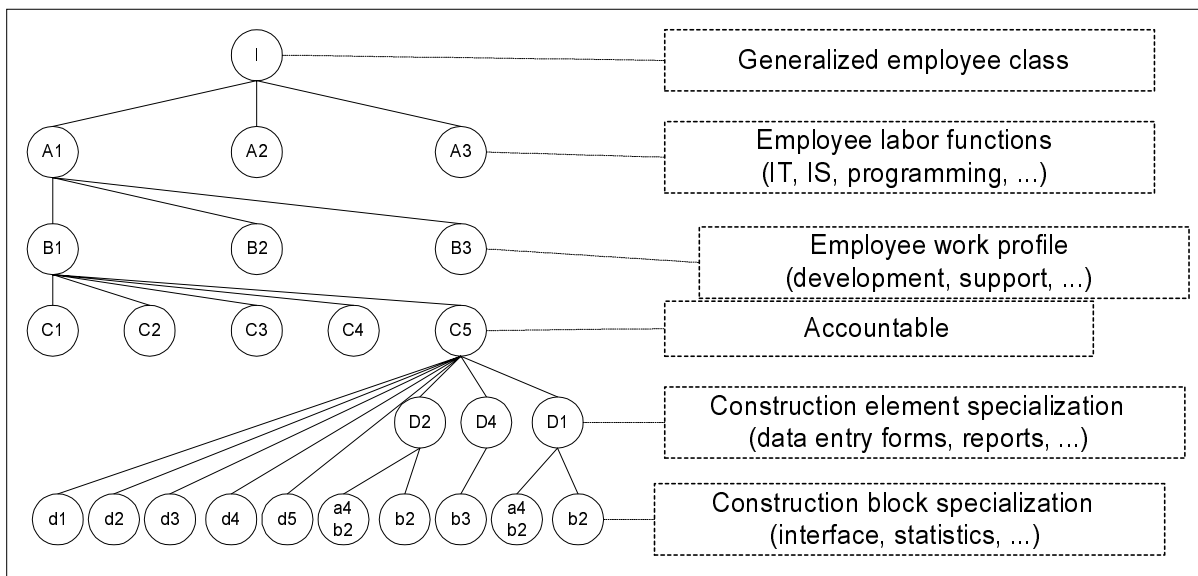 I
Generalized employee class
A1
A2
A3
Employee labor functions
(IT, IS, programming, ...)
B1
B2
B3
Employee work profile
(development, support, ...)
C1
C2
C3
C4
C5
Accountable
D2
D4
D1
Construction element specialization
(data entry forms, reports, ...)
d1
d2
d3
d4
d5
a4
b2
b2
b3
a4
b2
b2
Construction block specialization
(interface, statistics, ...)